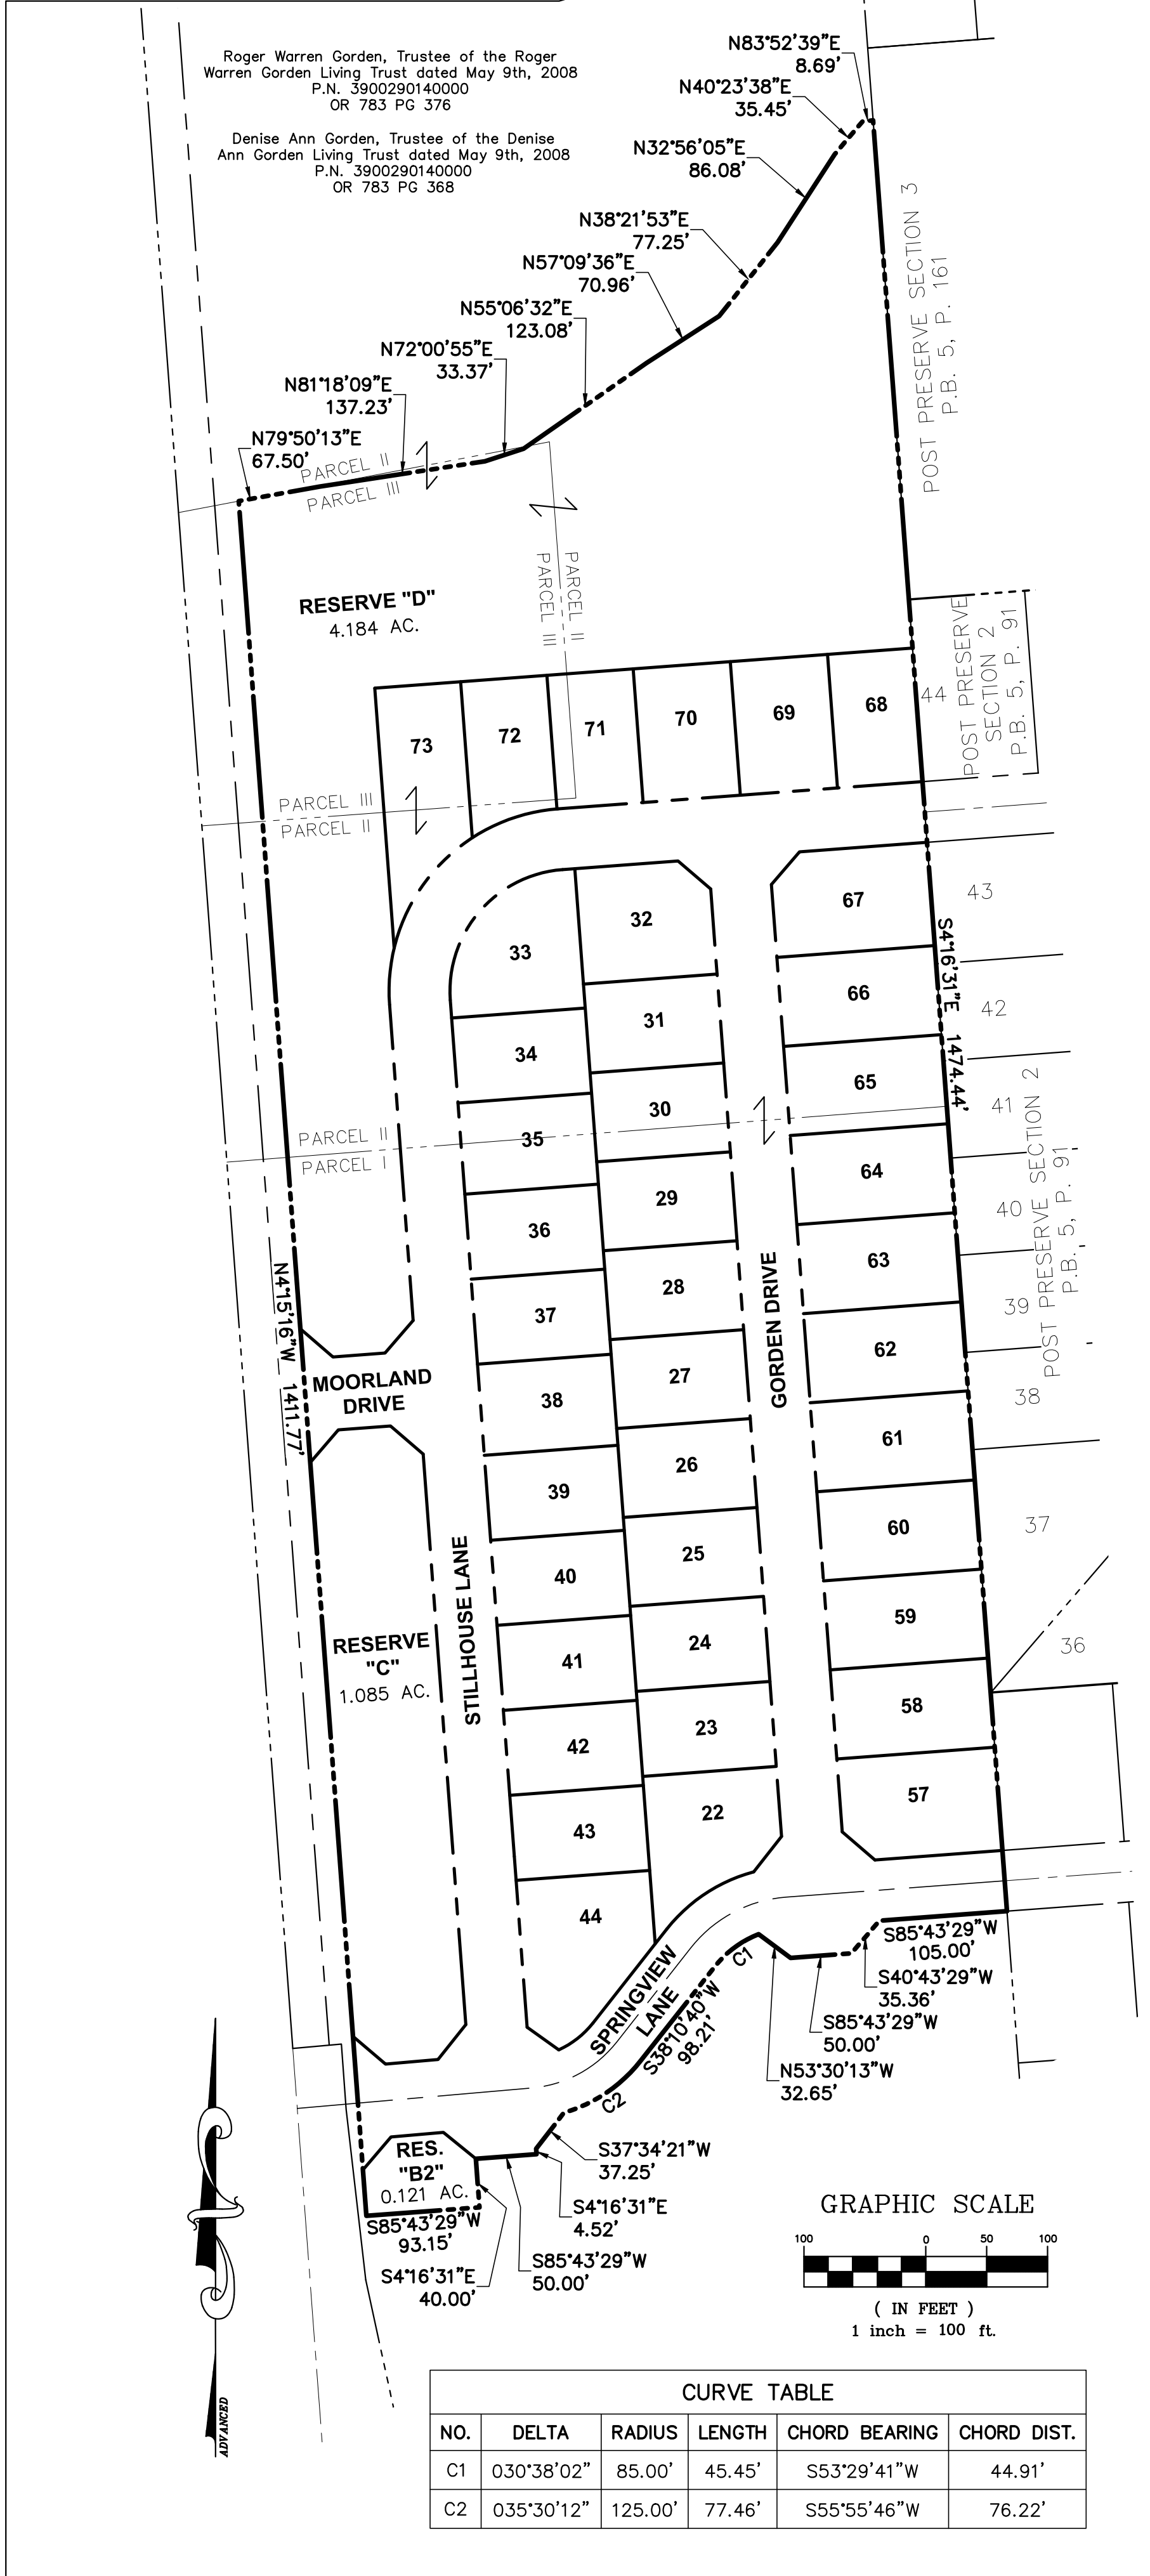 Roger Warren Gorden, Trustee of the Roger
Warren Gorden Living Trust dated May 9th, 2008
P.N. 3900290140000
OR 783 PG 376
Denise Ann Gorden, Trustee of the Denise
Ann Gorden Living Trust dated May 9th, 2008
P.N. 3900290140000
OR 783 PG 368
N83°52'39"E
8.69'
N40°23'38"E
35.45'
N32°56'05"E
86.08'
N38°21'53"E
77.25'
N57°09'36"E
70.96'
N55°06'32"E
123.08'
N72°00'55"E
33.37'
N81°18'09"E
137.23'
N79°50'13"E
67.50'
PARCEL II
PARCEL III
PARCEL II
PARCEL III
POST PRESERVE SECTION 3
P.B. 5, P. 161
RESERVE "D"
4.184 AC.
POST PRESERVE
SECTION 2
P.B. 5, P. 91
44
73
72
71
70
69
68
PARCEL III
PARCEL II
67
43
32
33
66
42
31
34
S4°16'31"E 1474.44'
65
41
30
35
PARCEL II
PARCEL I
64
40
29
36
63
39
28
37
POST PRESERVE SECTION 2
P.B. 5, P. 91
62
38
27
38
N4°15'16"W 1411.77'
MOORLAND
DRIVE
GORDEN DRIVE
61
26
39
60
37
25
40
59
36
24
41
STILLHOUSE LANE
RESERVE
"C"
1.085 AC.
58
23
42
57
22
43
44
SPRINGVIEW
LANE
C1
S38°10'40"W
98.21'
C2
S85°43'29"W
105.00'
S40°43'29"W
35.36'
S85°43'29"W
50.00'
N53°30'13"W
32.65'
RES.
"B2"
0.121 AC.
S37°34'21"W
37.25'
S4°16'31"E
4.52'
S85°43'29"W
93.15'
S85°43'29"W
50.00'
S4°16'31"E
40.00'
GRAPHIC SCALE
100 0 50 100
( IN FEET )
1 inch = 100 ft.
ADVANCED
CURVE TABLE
NO. DELTA RADIUS LENGTH CHORD BEARING CHORD DIST.
C1 030°38'02" 85.00' 45.45' S53°29'41"W 44.91'
C2 035°30'12" 125.00' 77.46' S55°55'46"W 76.22'